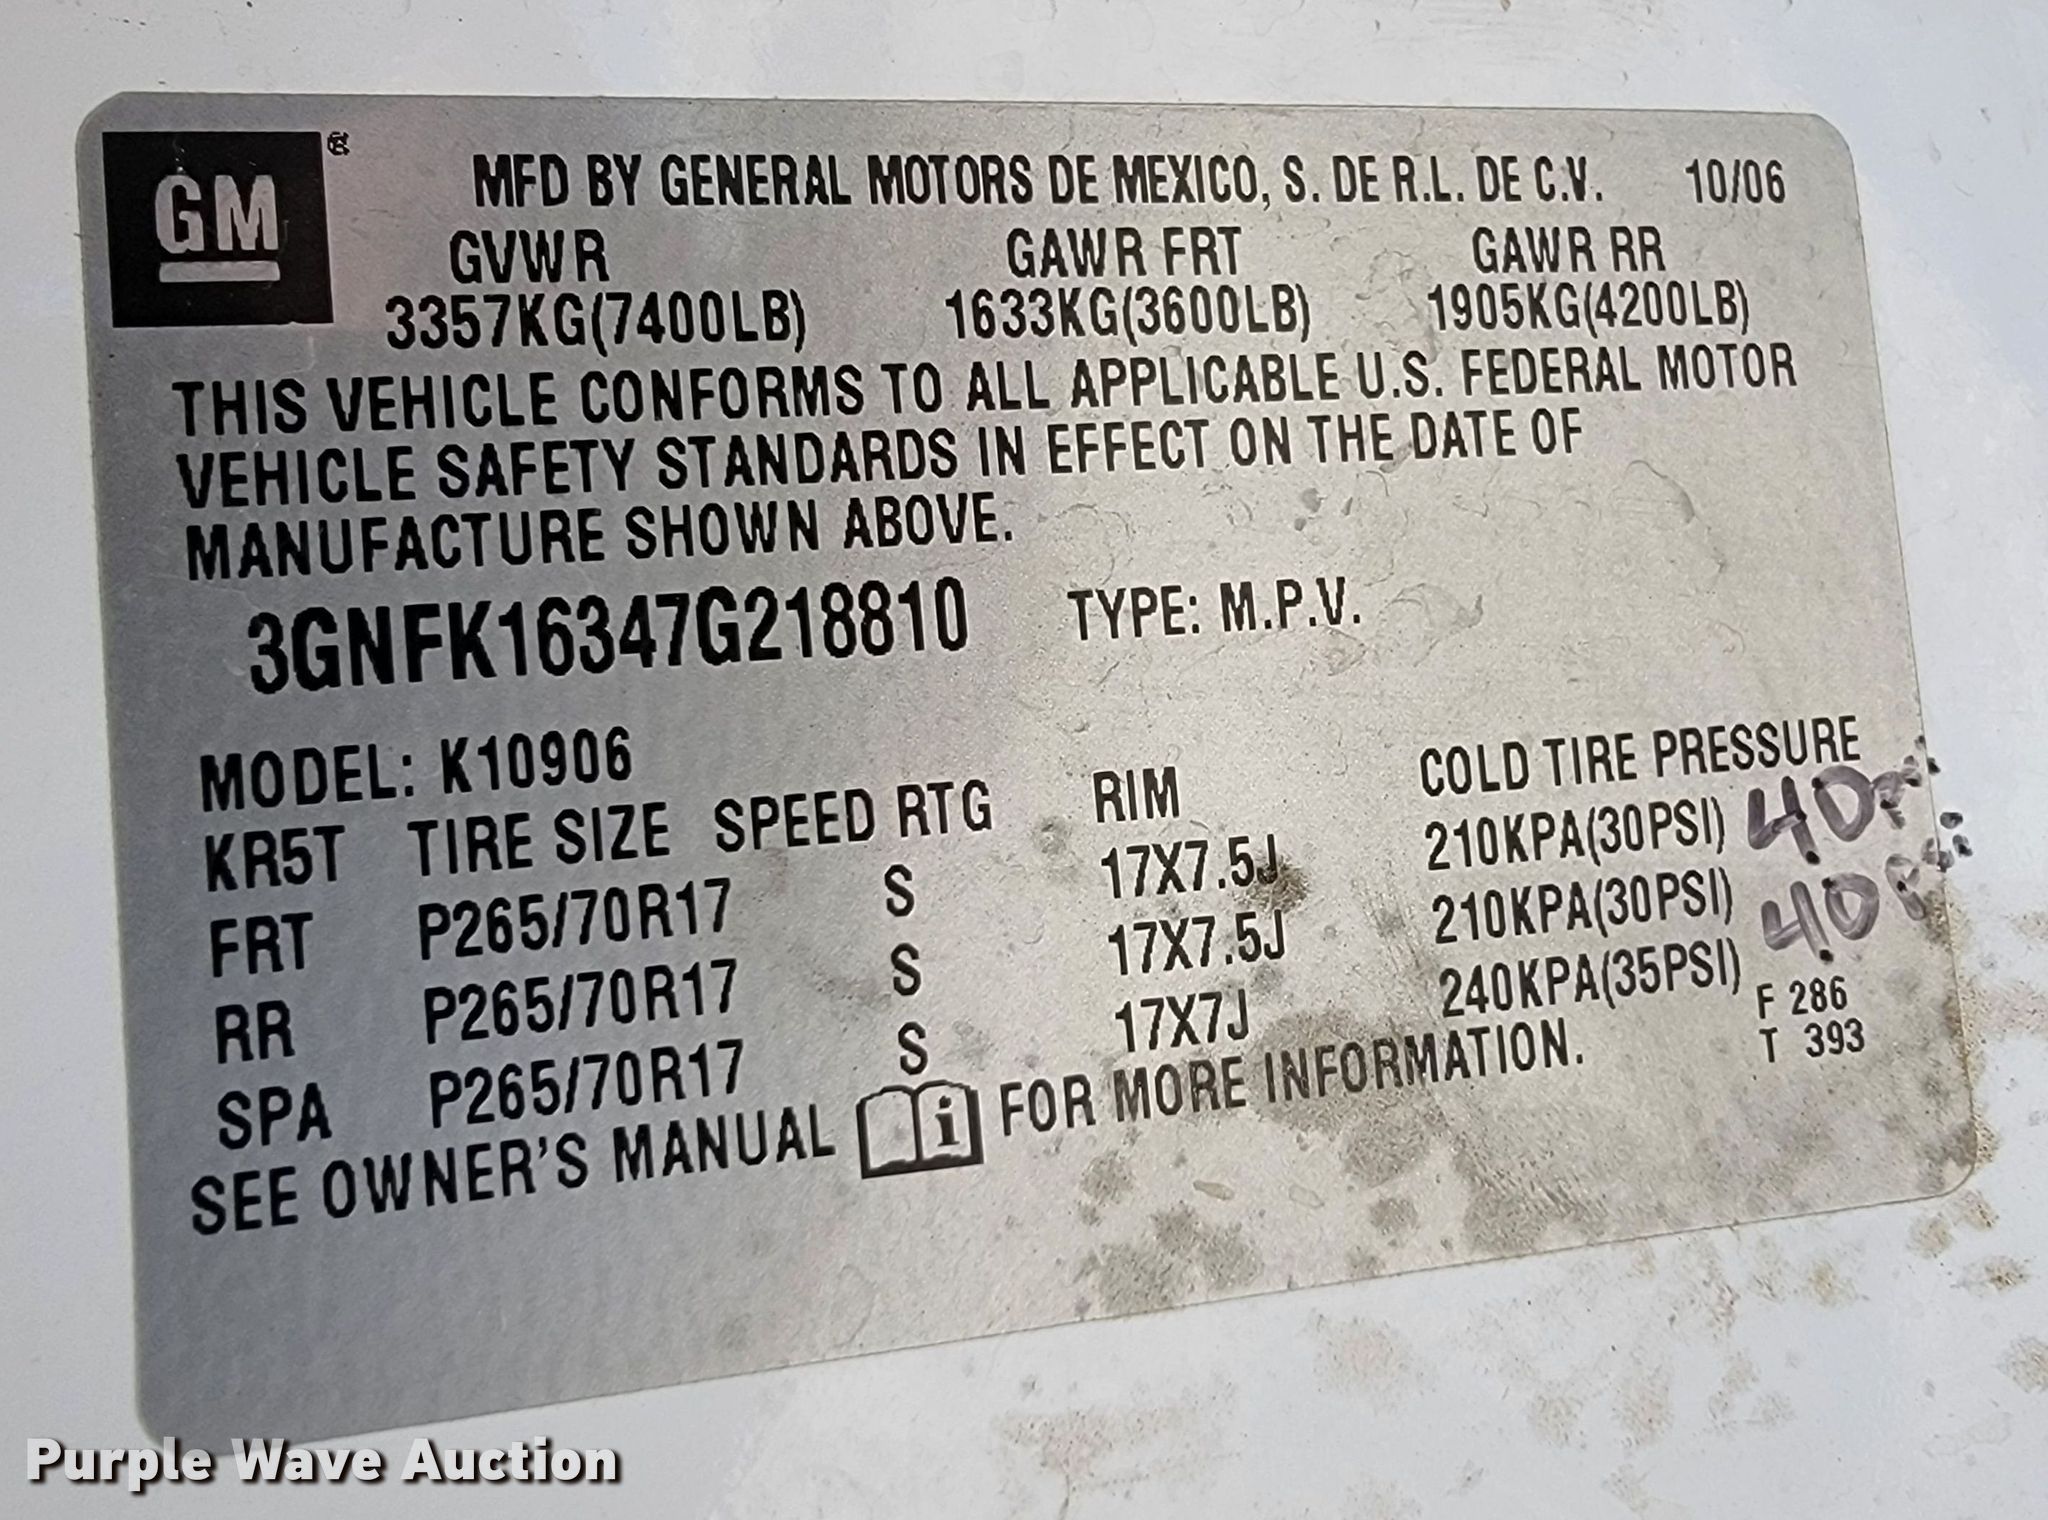 GM ®
MFD BY GENERAL MOTORS DE MEXICO, S. DE R.L. DE C.V. 10/06
GVWR GAWR FRT GAWR RR
3357KG(7400LB) 1633KG(3600LB) 1905KG(4200LB)
THIS VEHICLE CONFORMS TO ALL APPLICABLE U.S. FEDERAL MOTOR
VEHICLE SAFETY STANDARDS IN EFFECT ON THE DATE OF
MANUFACTURE SHOWN ABOVE.
3GNFK16347G218810 TYPE: M.P.V.
MODEL: K10906
KR5T TIRE SIZE SPEED RTG RIM COLD TIRE PRESSURE
FRT P265/70R17 S 17X7.5J 210KPA(30PSI) 40psi
RR P265/70R17 S 17X7.5J 210KPA(30PSI) 40psi
SPA P265/70R17 S 17X7J 240KPA(35PSI) F 286
T 393
SEE OWNER'S MANUAL i FOR MORE INFORMATION.
Purple Wave Auction